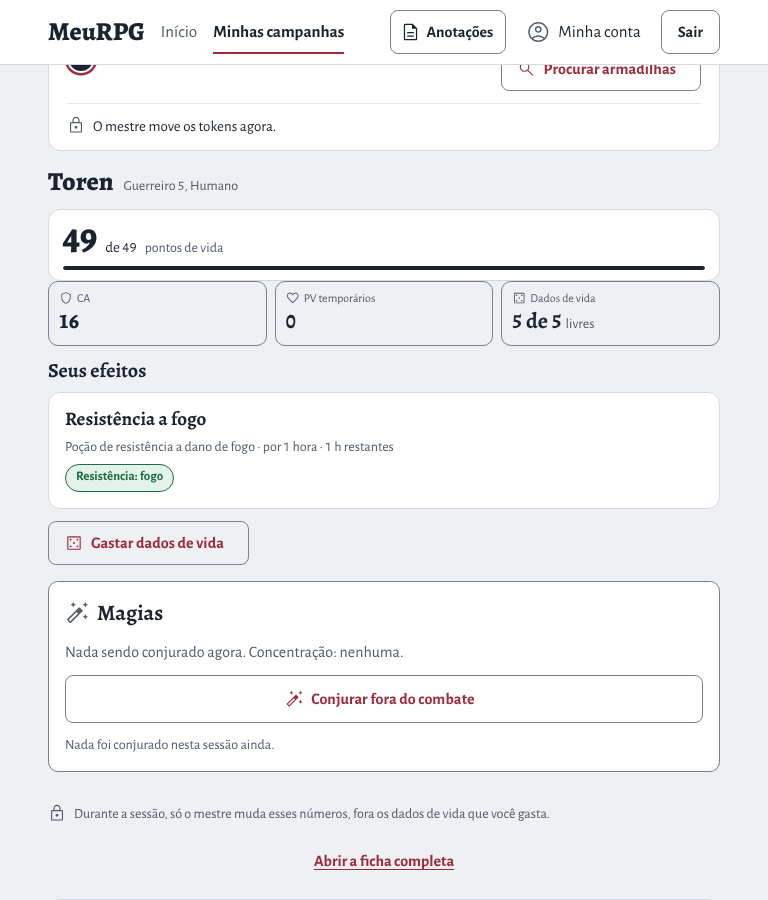 MeuRPG Início Minhas campanhas Anotações Minha conta Sair
Procurar armadilhas
O mestre move os tokens agora.
Toren Guerreiro 5, Humano
49 de 49 pontos de vida
CA
16
PV temporários
0
Dados de vida
5 de 5 livres
Seus efeitos
Resistência a fogo
Poção de resistência a dano de fogo · por 1 hora · 1 h restantes
Resistência: fogo
Gastar dados de vida
Magias
Nada sendo conjurado agora. Concentração: nenhuma.
Conjurar fora do combate
Nada foi conjurado nesta sessão ainda.
Durante a sessão, só o mestre muda esses números, fora os dados de vida que você gasta.
Abrir a ficha completa